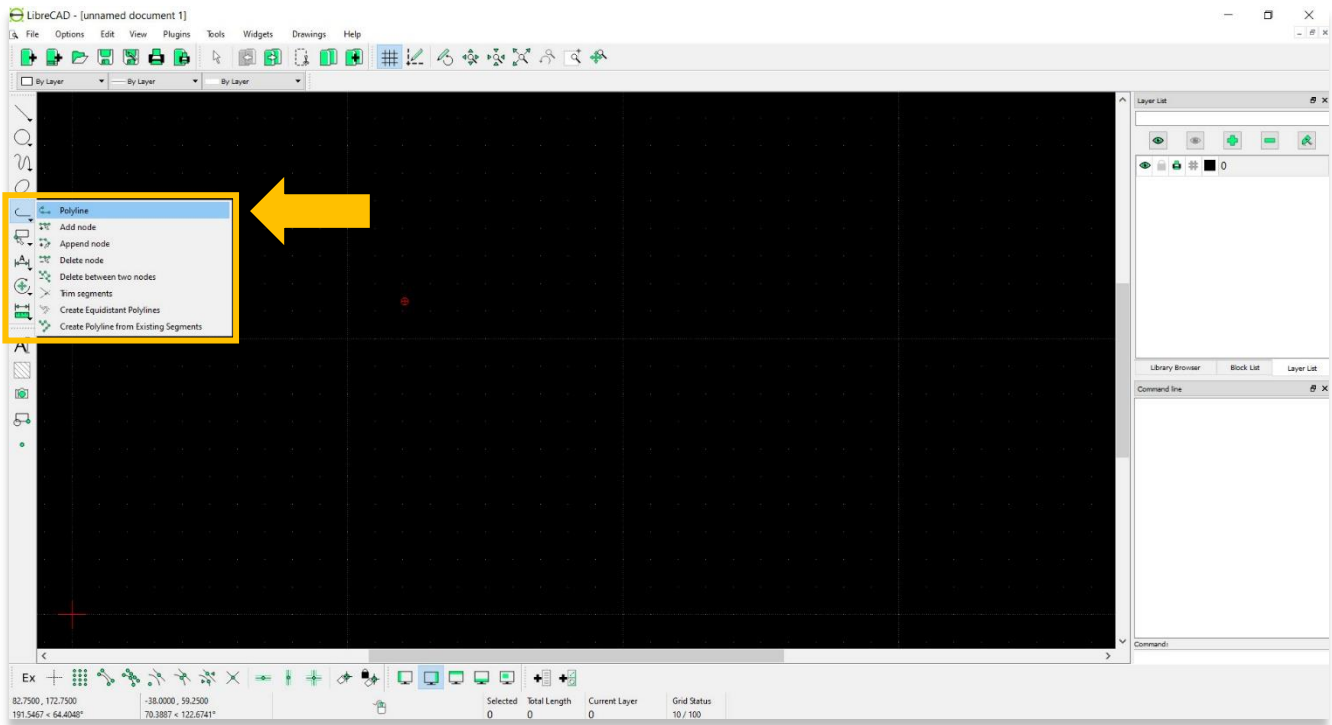 LibreCAD - [unnamed document 1]
File Options Edit View Plugins Tools Widgets Drawings Help
By Layer By Layer By Layer
Layer List
0
Polyline
Add node
Append node
Delete node
Delete between two nodes
Trim segments
Create Equidistant Polylines
Create Polyline from Existing Segments
A
A
Library Browser Block List Layer List
Command line
Command:
Ex
82.7500 , 172.7500 -38.0000 , 59.2500 Selected Total Length Current Layer Grid Status
191.5467 < 64.4048° 70.3887 < 122.6741° 0 0 0 10 / 100